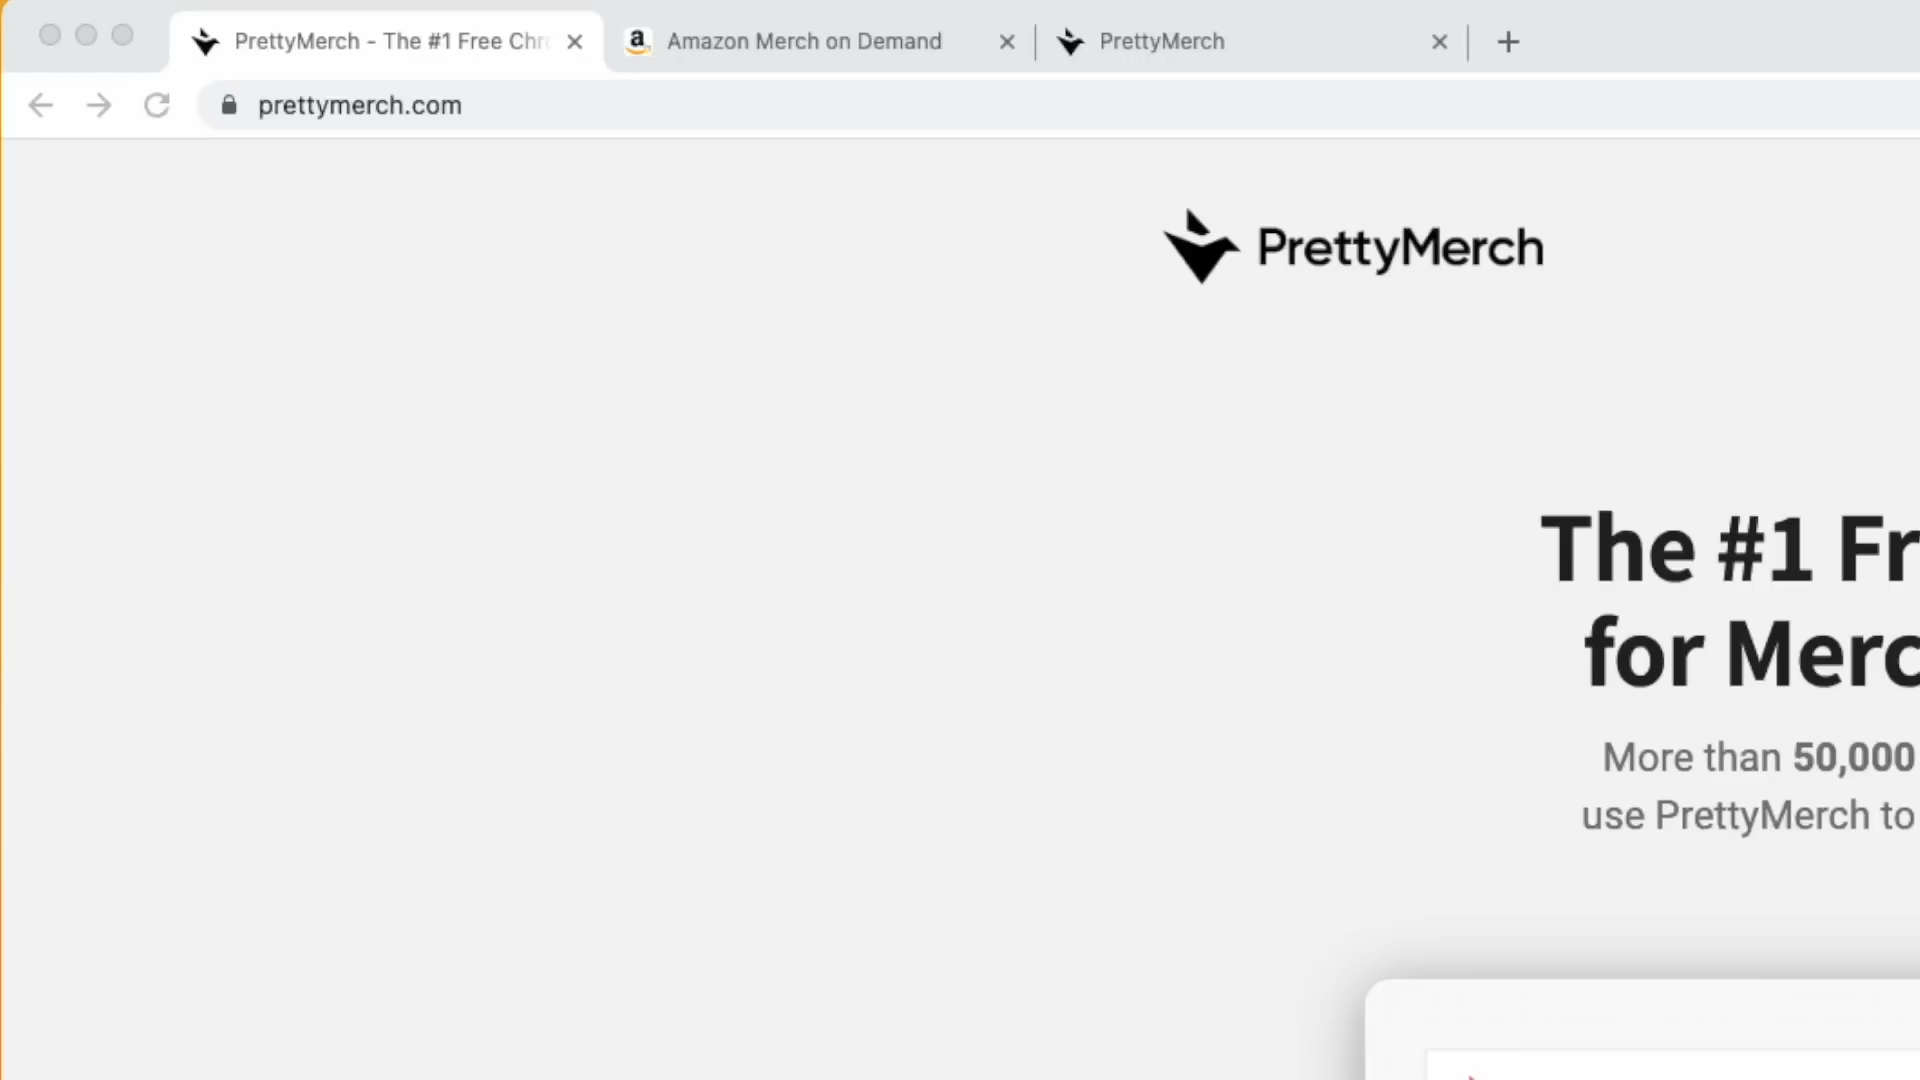 PrettyMerch - The #1 Free Chr
Amazon Merch on Demand
PrettyMerch
prettymerch.com
PrettyMerch
The #1 Fr
for Merc
More than 50,000
use PrettyMerch to